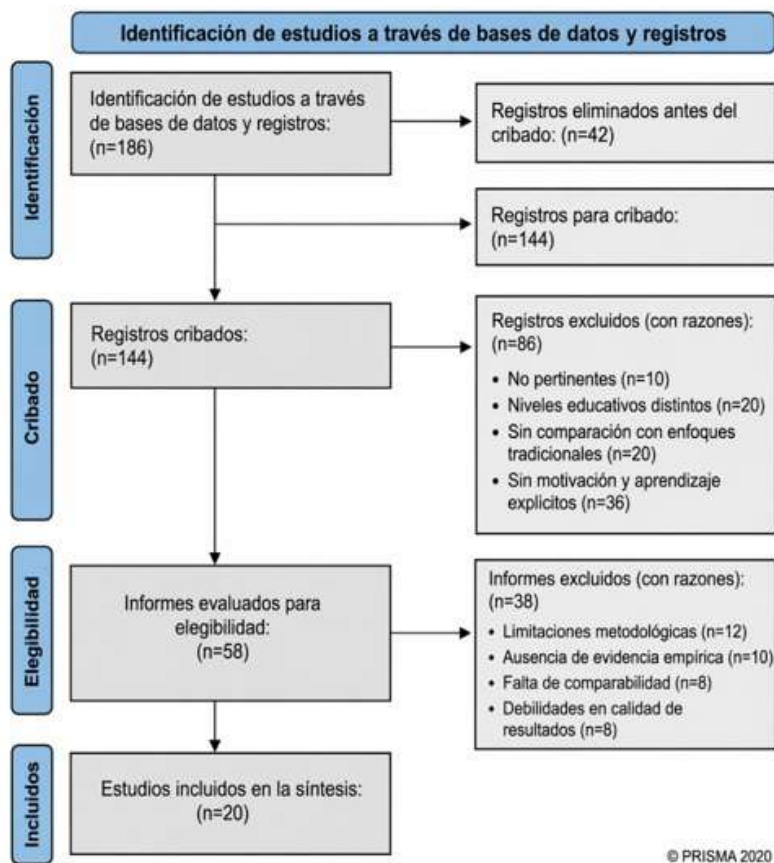 Identificación de estudios a través de bases de datos y registros
Identificación
Identificación de estudios a través
de bases de datos y registros:
(n=186)
Registros eliminados antes del
cribado: (n=42)
Registros para cribado:
(n=144)
Cribado
Registros cribados:
(n=144)
Registros excluidos (con razones):
(n=86)
• No pertinentes (n=10)
• Niveles educativos distintos (n=20)
• Sin comparación con enfoques
tradicionales (n=20)
• Sin motivación y aprendizaje
explicitos (n=36)
Elegibilidad
Informes evaluados para
elegibilidad:
(n=58)
Informes excluidos (con razones):
(n=38)
• Limitaciones metodológicas (n=12)
• Ausencia de evidencia empírica (n=10)
• Falta de comparabilidad (n=8)
• Debilidades en calidad de
resultados (n=8)
Incluidos
Estudios incluidos en la síntesis:
(n=20)
© PRISMA 2020